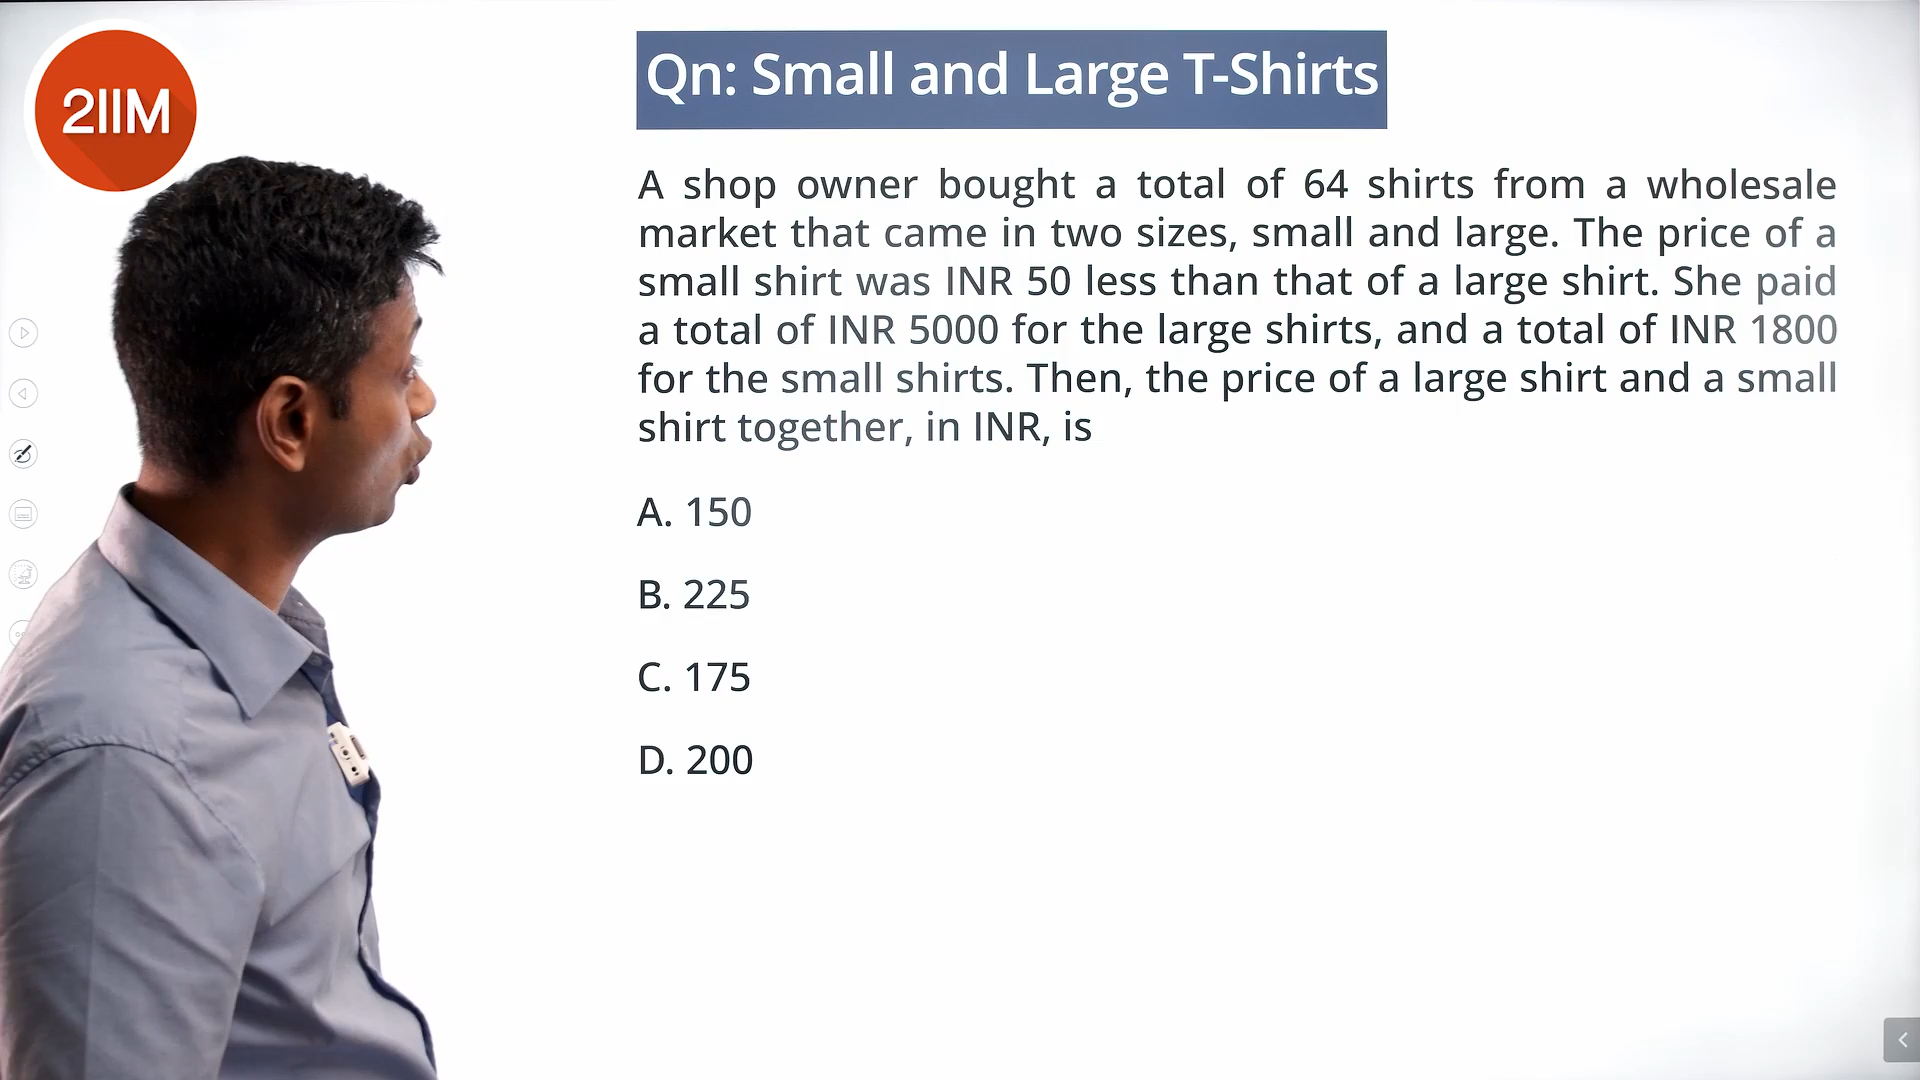 2IIM
Qn: Small and Large T-Shirts
A shop owner bought a total of 64 shirts from a wholesale
market that came in two sizes, small and large. The price of a
small shirt was INR 50 less than that of a large shirt. She paid
a total of INR 5000 for the large shirts, and a total of INR 1800
for the small shirts. Then, the price of a large shirt and a small
shirt together, in INR, is
A. 150
B. 225
C. 175
D. 200